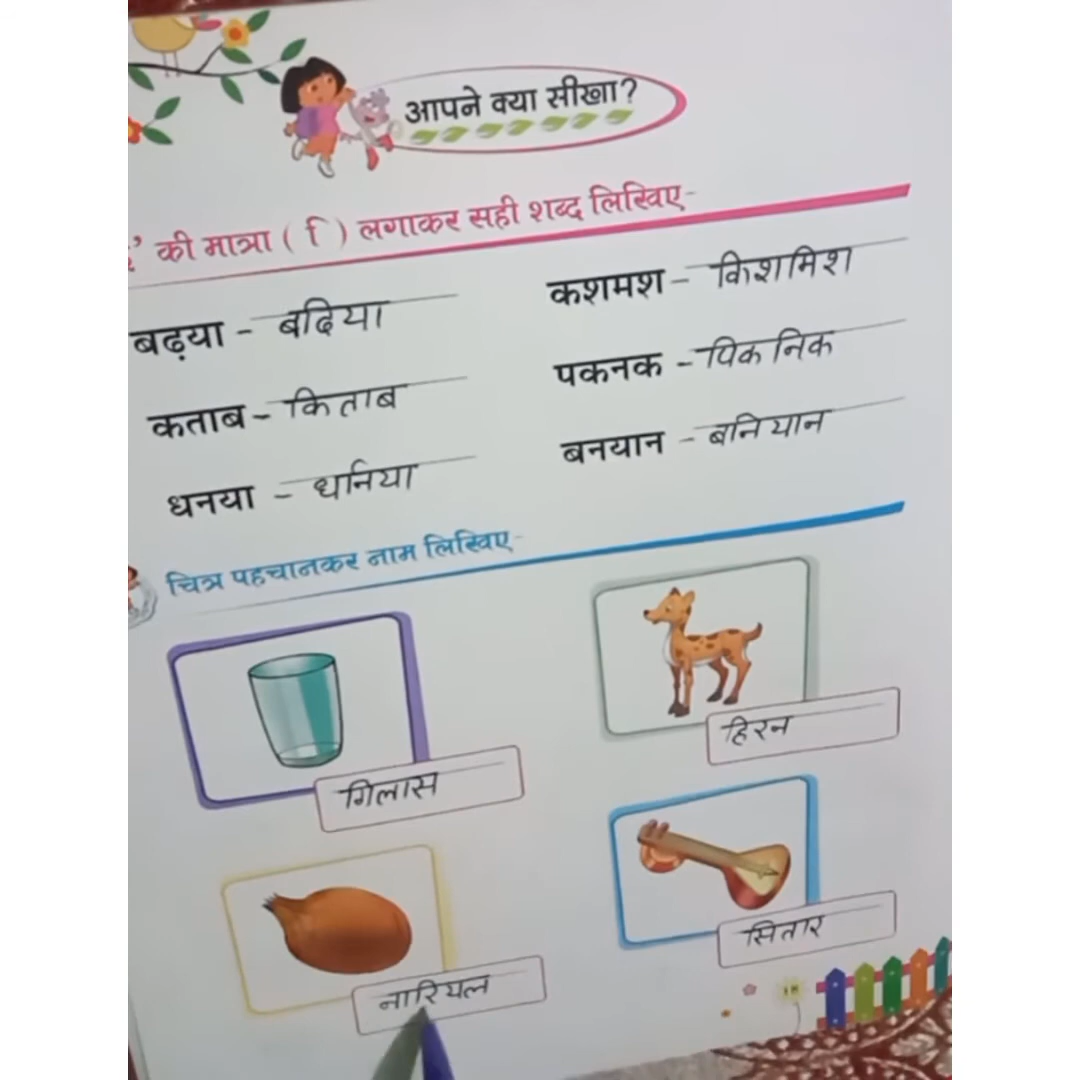 आपने क्या सीखा?
' की मात्रा ( ि ) लगाकर सही शब्द लिखिए-
बढ़या - बढिया
कशमश - किशमिश
कताब - किताब
पकनक - पिकनिक
धनया - धनिया
बनयान - बनियान
चित्र पहचानकर नाम लिखिए-
गिलास
हिरन
नारियल
सितार